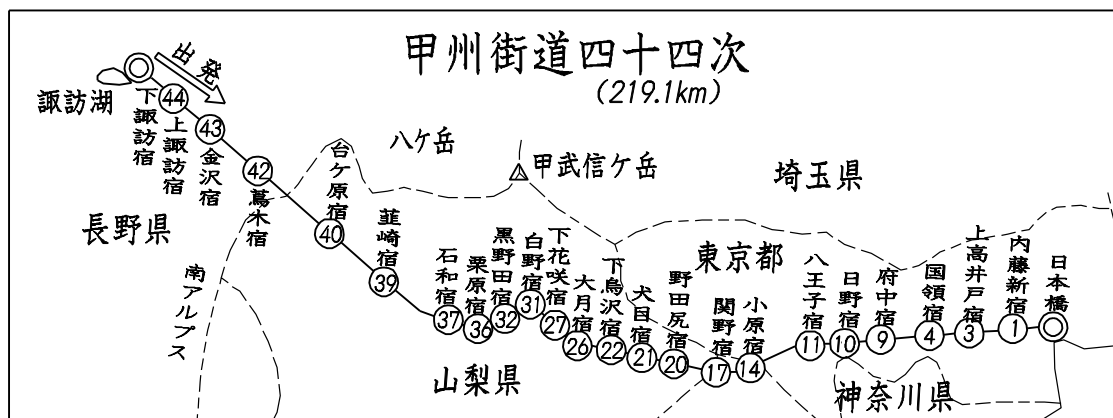 甲州街道四十四次
(219.1km)
出発
諏訪湖
下諏訪宿
44
上諏訪宿
43
金沢宿
42
蔦木宿
長野県
南アルプス
八ケ岳
甲武信ケ岳
埼玉県
台ケ原宿
40
韮崎宿
39
石和宿
37
栗原宿
36
黒野田宿
32
白野宿
31
下花咲宿
27
大月宿
26
下鳥沢宿
22
犬目宿
21
野田尻宿
20
関野宿
17
小原宿
14
東京都
八王子宿
11
日野宿
10
府中宿
9
国領宿
4
上高井戸宿
3
内藤新宿
1
日本橋
山梨県
神奈川県